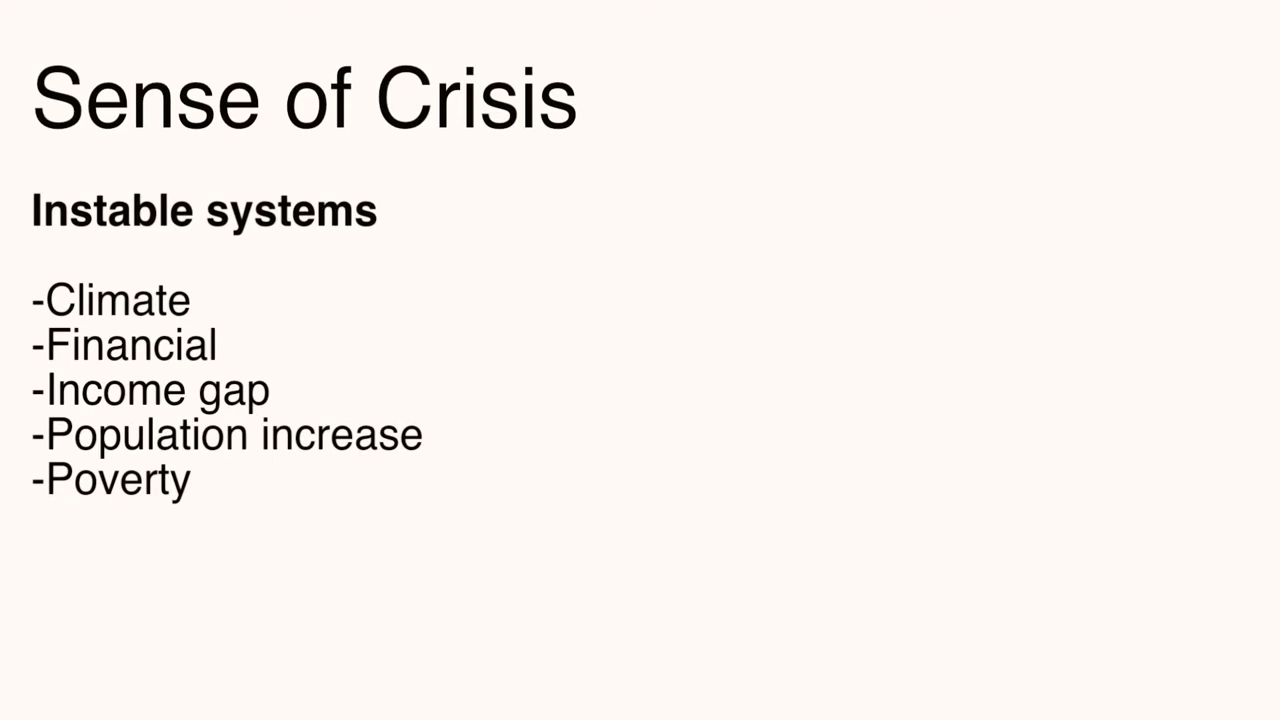 Sense of Crisis
Instable systems
-Climate
-Financial
-Income gap
-Population increase
-Poverty